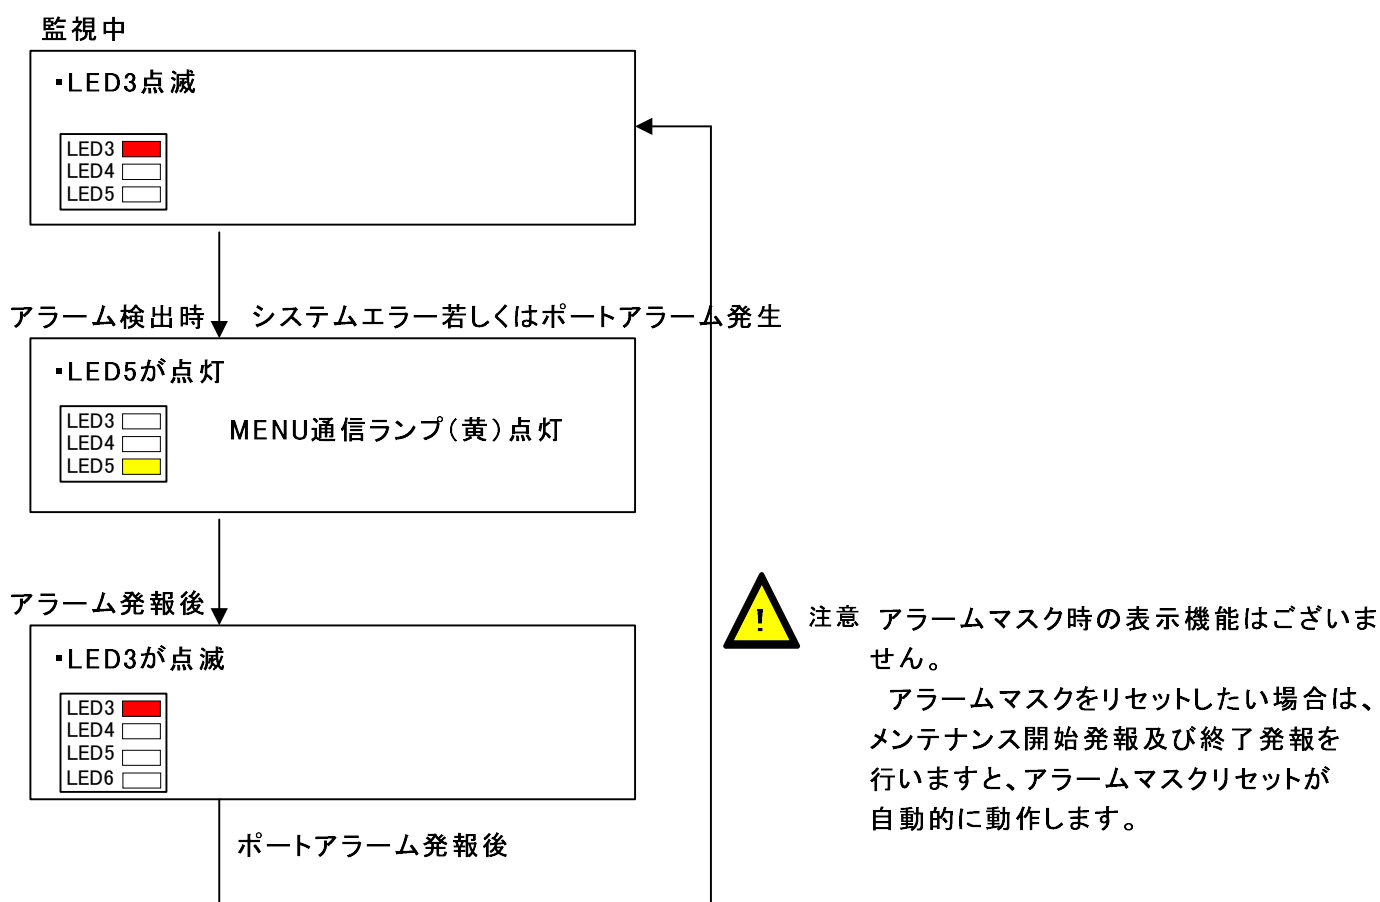 監視中
・LED3点滅
LED3
LED4
LED5
アラーム検出時
システムエラー若しくはポートアラーム発生
・LED5が点灯
LED3
LED4
LED5
MENU通信ランプ（黄）点灯
アラーム発報後
・LED3が点滅
LED3
LED4
LED5
LED6
ポートアラーム発報後
!
注意 アラームマスク時の表示機能はございま
せん。
アラームマスクをリセットしたい場合は、
メンテナンス開始発報及び終了発報を
行いますと、アラームマスクリセットが
自動的に動作します。